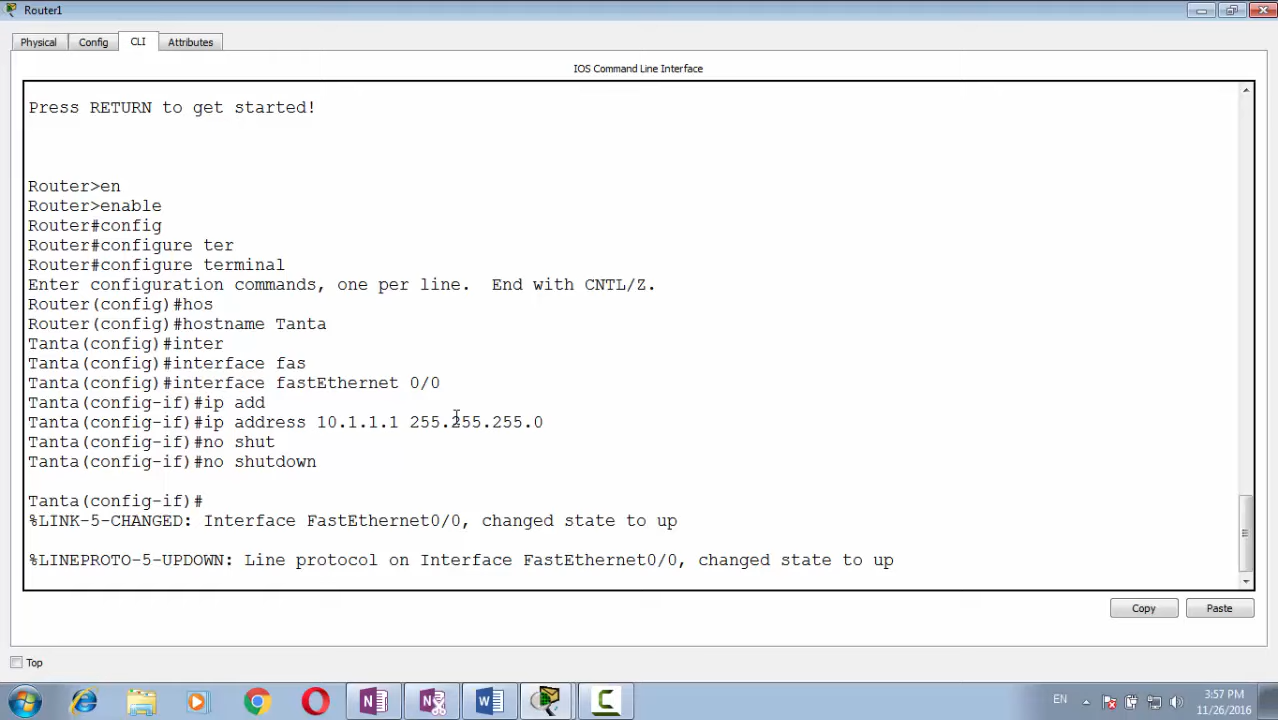 Router1
Physical Config CLI Attributes
IOS Command Line Interface
Press RETURN to get started!
Router>en
Router>enable
Router#config
Router#configure ter
Router#configure terminal
Enter configuration commands, one per line.  End with CNTL/Z.
Router(config)#hos
Router(config)#hostname Tanta
Tanta(config)#inter
Tanta(config)#interface fas
Tanta(config)#interface fastEthernet 0/0
Tanta(config-if)#ip add
Tanta(config-if)#ip address 10.1.1.1 255.255.255.0
Tanta(config-if)#no shut
Tanta(config-if)#no shutdown
Tanta(config-if)#
%LINK-5-CHANGED: Interface FastEthernet0/0, changed state to up
%LINEPROTO-5-UPDOWN: Line protocol on Interface FastEthernet0/0, changed state to up
Copy Paste
Top
EN 3:57 PM
11/26/2016